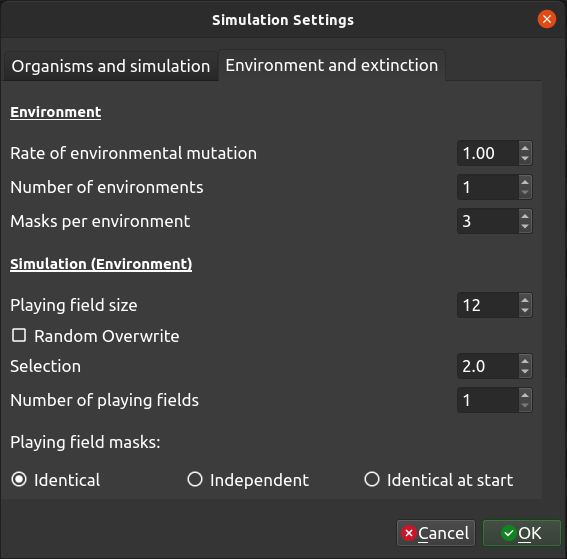 Simulation Settings
Organisms and simulation Environment and extinction
Environment
Rate of environmental mutation 1.00
Number of environments 1
Masks per environment 3
Simulation (Environment)
Playing field size 12
Random Overwrite
Selection 2.0
Number of playing fields 1
Playing field masks:
Identical Independent Identical at start
Cancel OK